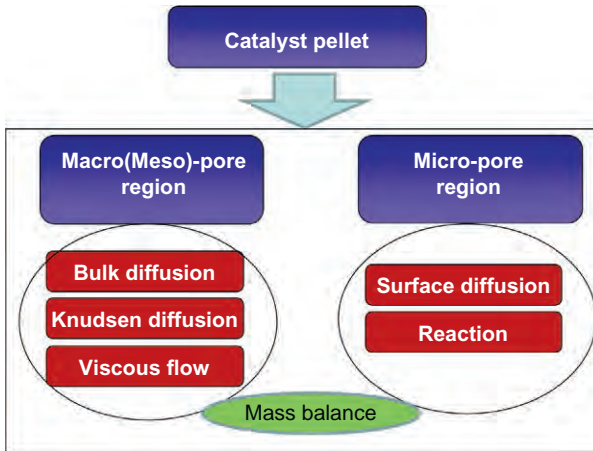 Catalyst pellet
Macro(Meso)-pore
region
Micro-pore
region
Bulk diffusion
Knudsen diffusion
Viscous flow
Surface diffusion
Reaction
Mass balance